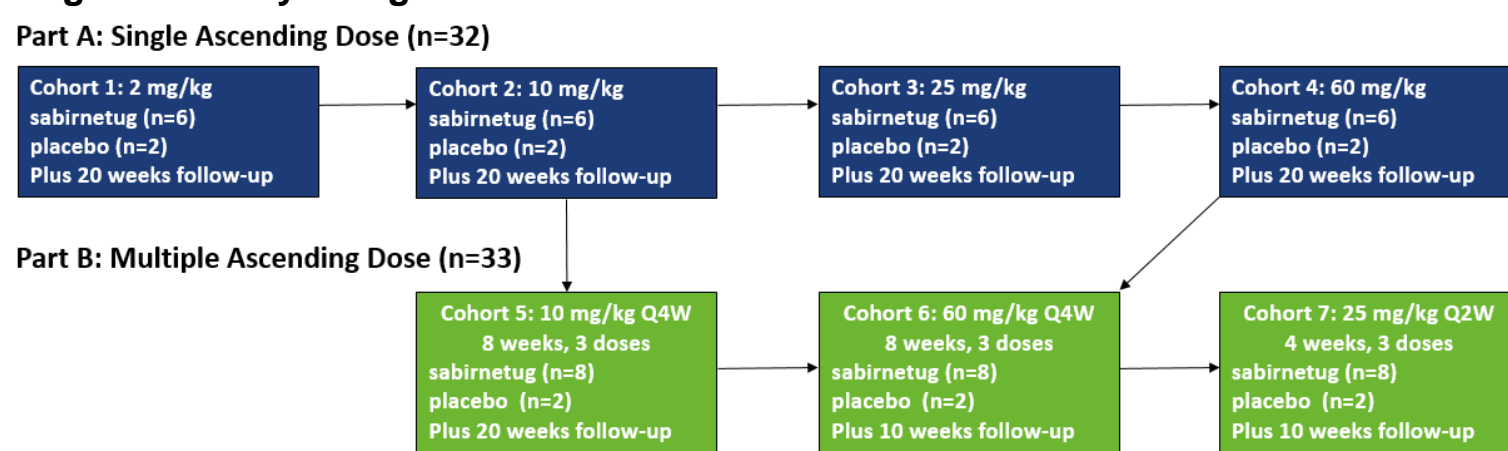 Part A: Single Ascending Dose (n=32)
Cohort 1: 2 mg/kg
sabirnetug (n=6)
placebo (n=2)
Plus 20 weeks follow-up
Cohort 2: 10 mg/kg
sabirnetug (n=6)
placebo (n=2)
Plus 20 weeks follow-up
Cohort 3: 25 mg/kg
sabirnetug (n=6)
placebo (n=2)
Plus 20 weeks follow-up
Cohort 4: 60 mg/kg
sabirnetug (n=6)
placebo (n=2)
Plus 20 weeks follow-up
Part B: Multiple Ascending Dose (n=33)
Cohort 5: 10 mg/kg Q4W
8 weeks, 3 doses
sabirnetug (n=8)
placebo (n=2)
Plus 20 weeks follow-up
Cohort 6: 60 mg/kg Q4W
8 weeks, 3 doses
sabirnetug (n=8)
placebo (n=2)
Plus 10 weeks follow-up
Cohort 7: 25 mg/kg Q2W
4 weeks, 3 doses
sabirnetug (n=8)
placebo (n=2)
Plus 10 weeks follow-up